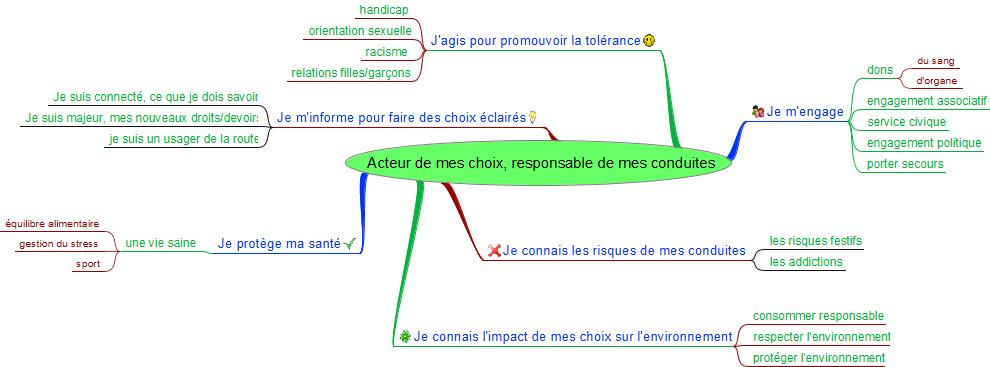 Acteur de mes choix, responsable de mes conduites
J'agis pour promouvoir la tolérance
handicap
orientation sexuelle
racisme
relations filles/garçons
Je m'informe pour faire des choix éclairés
Je suis connecté, ce que je dois savoir
Je suis majeur, mes nouveaux droits/devoirs
je suis un usager de la route
Je protège ma santé
une vie saine
équilibre alimentaire
gestion du stress
sport
Je m'engage
dons
du sang
d'organe
engagement associatif
service civique
engagement politique
porter secours
Je connais les risques de mes conduites
les risques festifs
les addictions
Je connais l'impact de mes choix sur l'environnement
consommer responsable
respecter l'environnement
protéger l'environnement